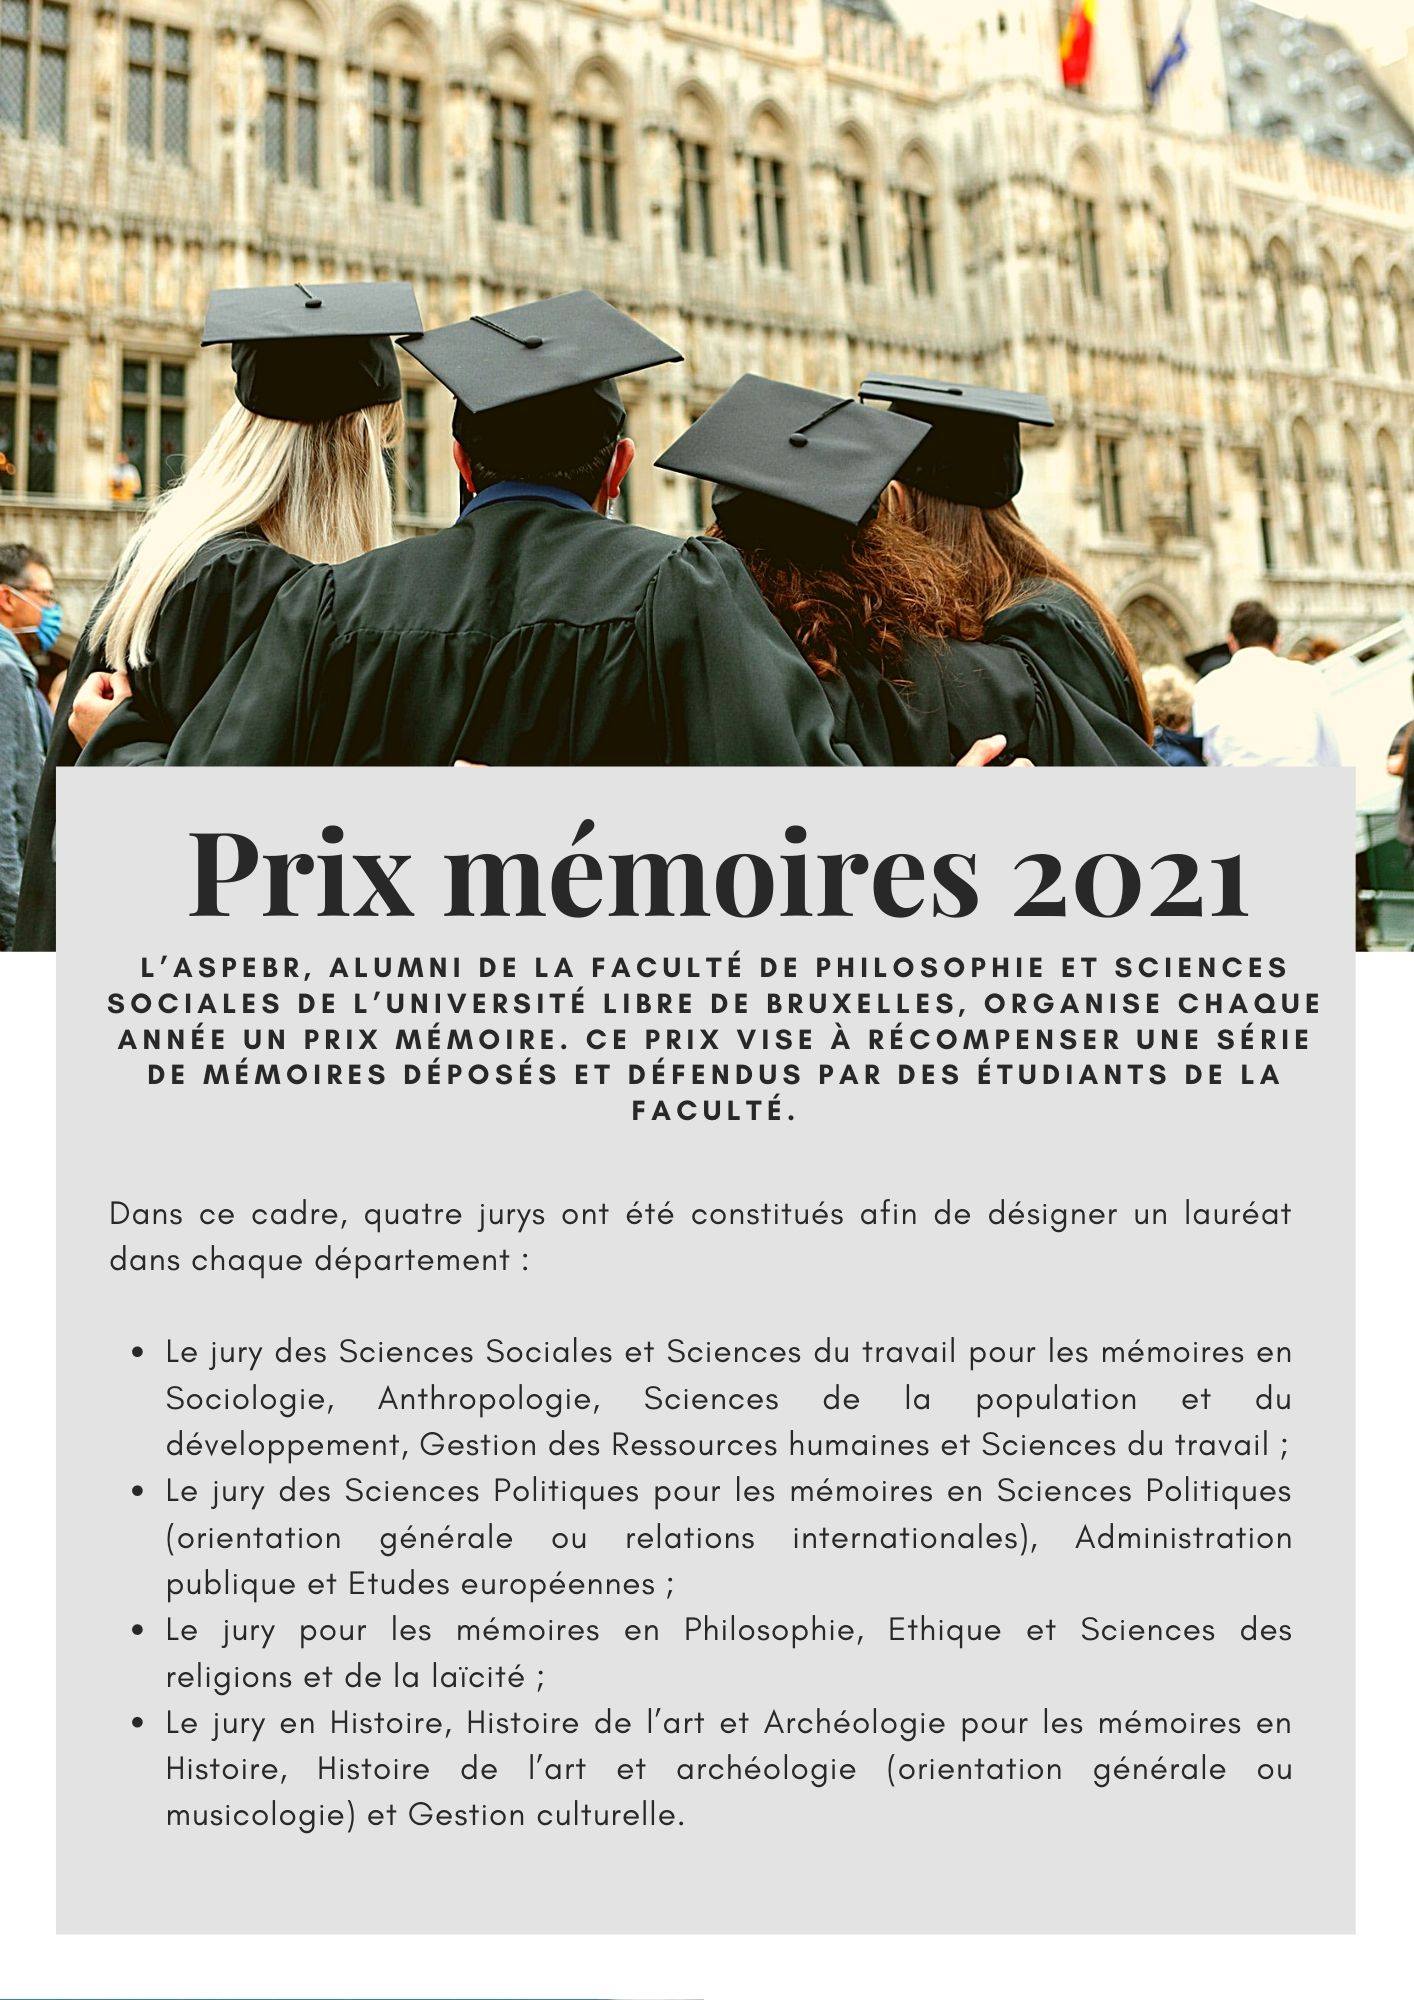 Prix mémoires 2021
L’ASPEBR, ALUMNI DE LA FACULTÉ DE PHILOSOPHIE ET SCIENCES
SOCIALES DE L’UNIVERSITÉ LIBRE DE BRUXELLES, ORGANISE CHAQUE
ANNÉE UN PRIX MÉMOIRE. CE PRIX VISE À RÉCOMPENSER UNE SÉRIE
DE MÉMOIRES DÉPOSÉS ET DÉFENDUS PAR DES ÉTUDIANTS DE LA
FACULTÉ.
Dans ce cadre, quatre jurys ont été constitués afin de désigner un lauréat
dans chaque département :
• Le jury des Sciences Sociales et Sciences du travail pour les mémoires en
Sociologie, Anthropologie, Sciences de la population et du
développement, Gestion des Ressources humaines et Sciences du travail ;
• Le jury des Sciences Politiques pour les mémoires en Sciences Politiques
(orientation générale ou relations internationales), Administration
publique et Etudes européennes ;
• Le jury pour les mémoires en Philosophie, Ethique et Sciences des
religions et de la laïcité ;
• Le jury en Histoire, Histoire de l’art et Archéologie pour les mémoires en
Histoire, Histoire de l’art et archéologie (orientation générale ou
musicologie) et Gestion culturelle.